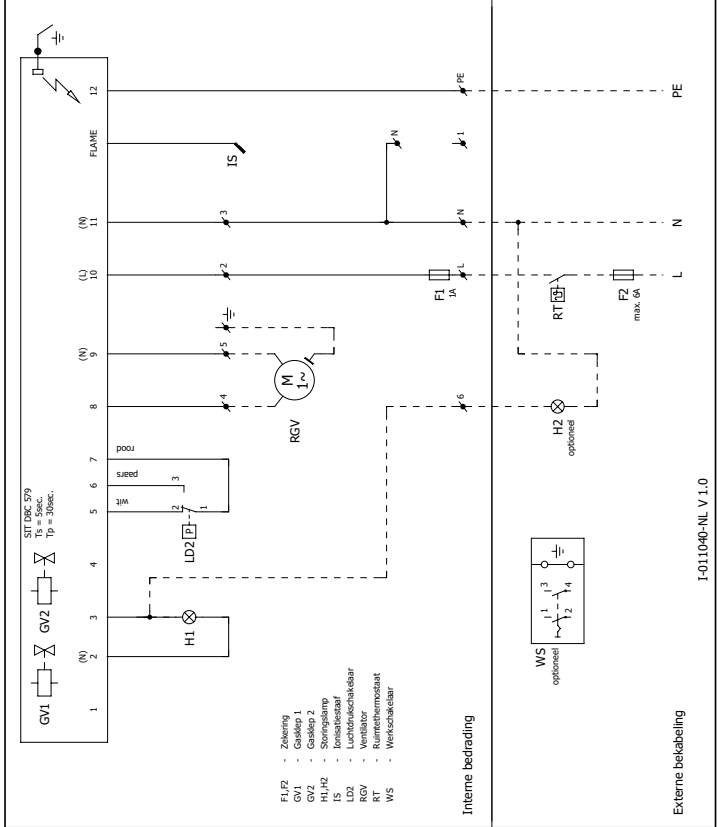 SIT DBC 579
Ts = 5sec.
Tp = 30sec.
GV1
GV2
1
(N) 2
3
4
5
6
7
8
(N) 9
(L) 10
(N) 11
FLAME
12
wit
paars
rood
H1
LD2
P
2
1
3
4
5
RGV
M
1~
2
3
IS
N
F1
1A
6
L
N
1
PE
F1,F2 - Zekering
GV1 - Gasklep 1
GV2 - Gasklep 2
H1,H2 - Storingslamp
IS - Ionisatiestaaf
LD2 - Luchtdrukschakelaar
RGV - Ventilator
RT - Ruimtethermostaat
WS - Werkschakelaar
Interne bedrading
WS
optioneel
1
3
2
4
H2
optioneel
RT
F2
max. 6A
L
N
PE
Externe bekabeling
I-011040-NL V 1.0